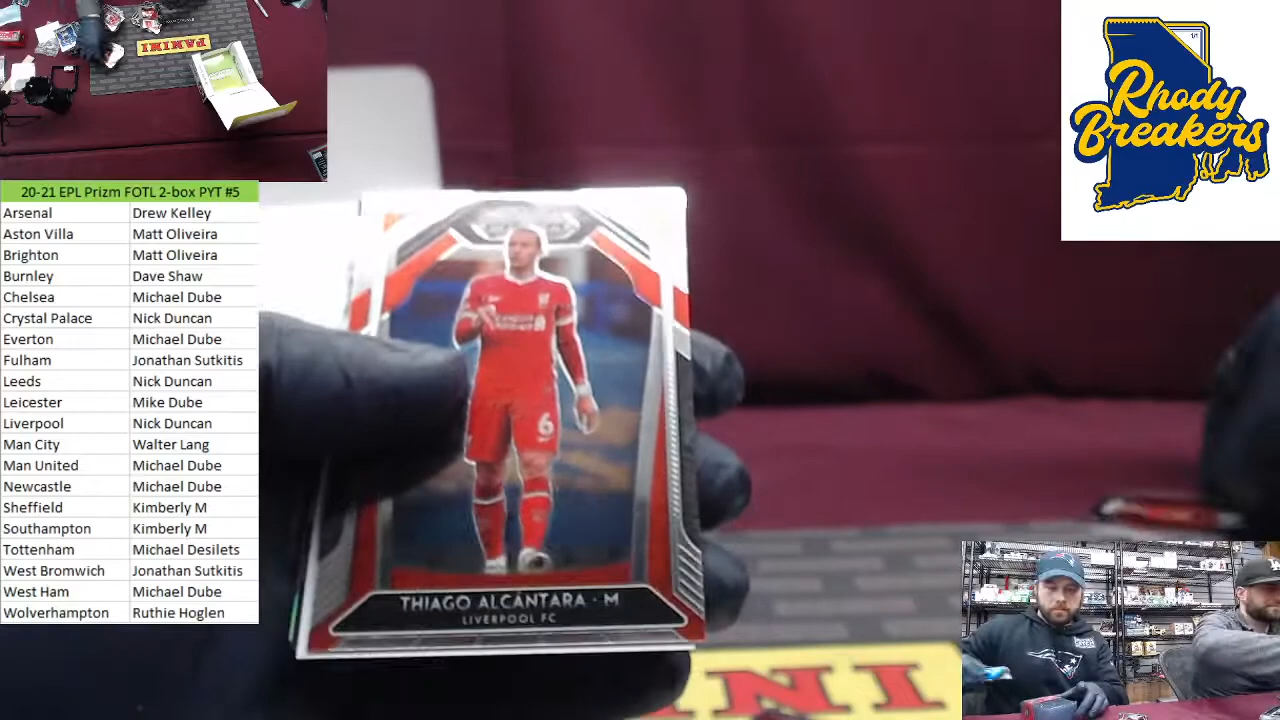 PANINI
Rhody
Breakers
1/1
20-21 EPL Prizm FOTL 2-box PYT #5
Arsenal Drew Kelley
Aston Villa Matt Oliveira
Brighton Matt Oliveira
Burnley Dave Shaw
Chelsea Michael Dube
Crystal Palace Nick Duncan
Everton Michael Dube
Fulham Jonathan Sutkitis
Leeds Nick Duncan
Leicester Mike Dube
Liverpool Nick Duncan
Man City Walter Lang
Man United Michael Dube
Newcastle Michael Dube
Sheffield Kimberly M
Southampton Kimberly M
Tottenham Michael Desilets
West Bromwich Jonathan Sutkitis
West Ham Michael Dube
Wolverhampton Ruthie Hoglen
6
THIAGO ALCÂNTARA - M
LIVERPOOL FC
INI